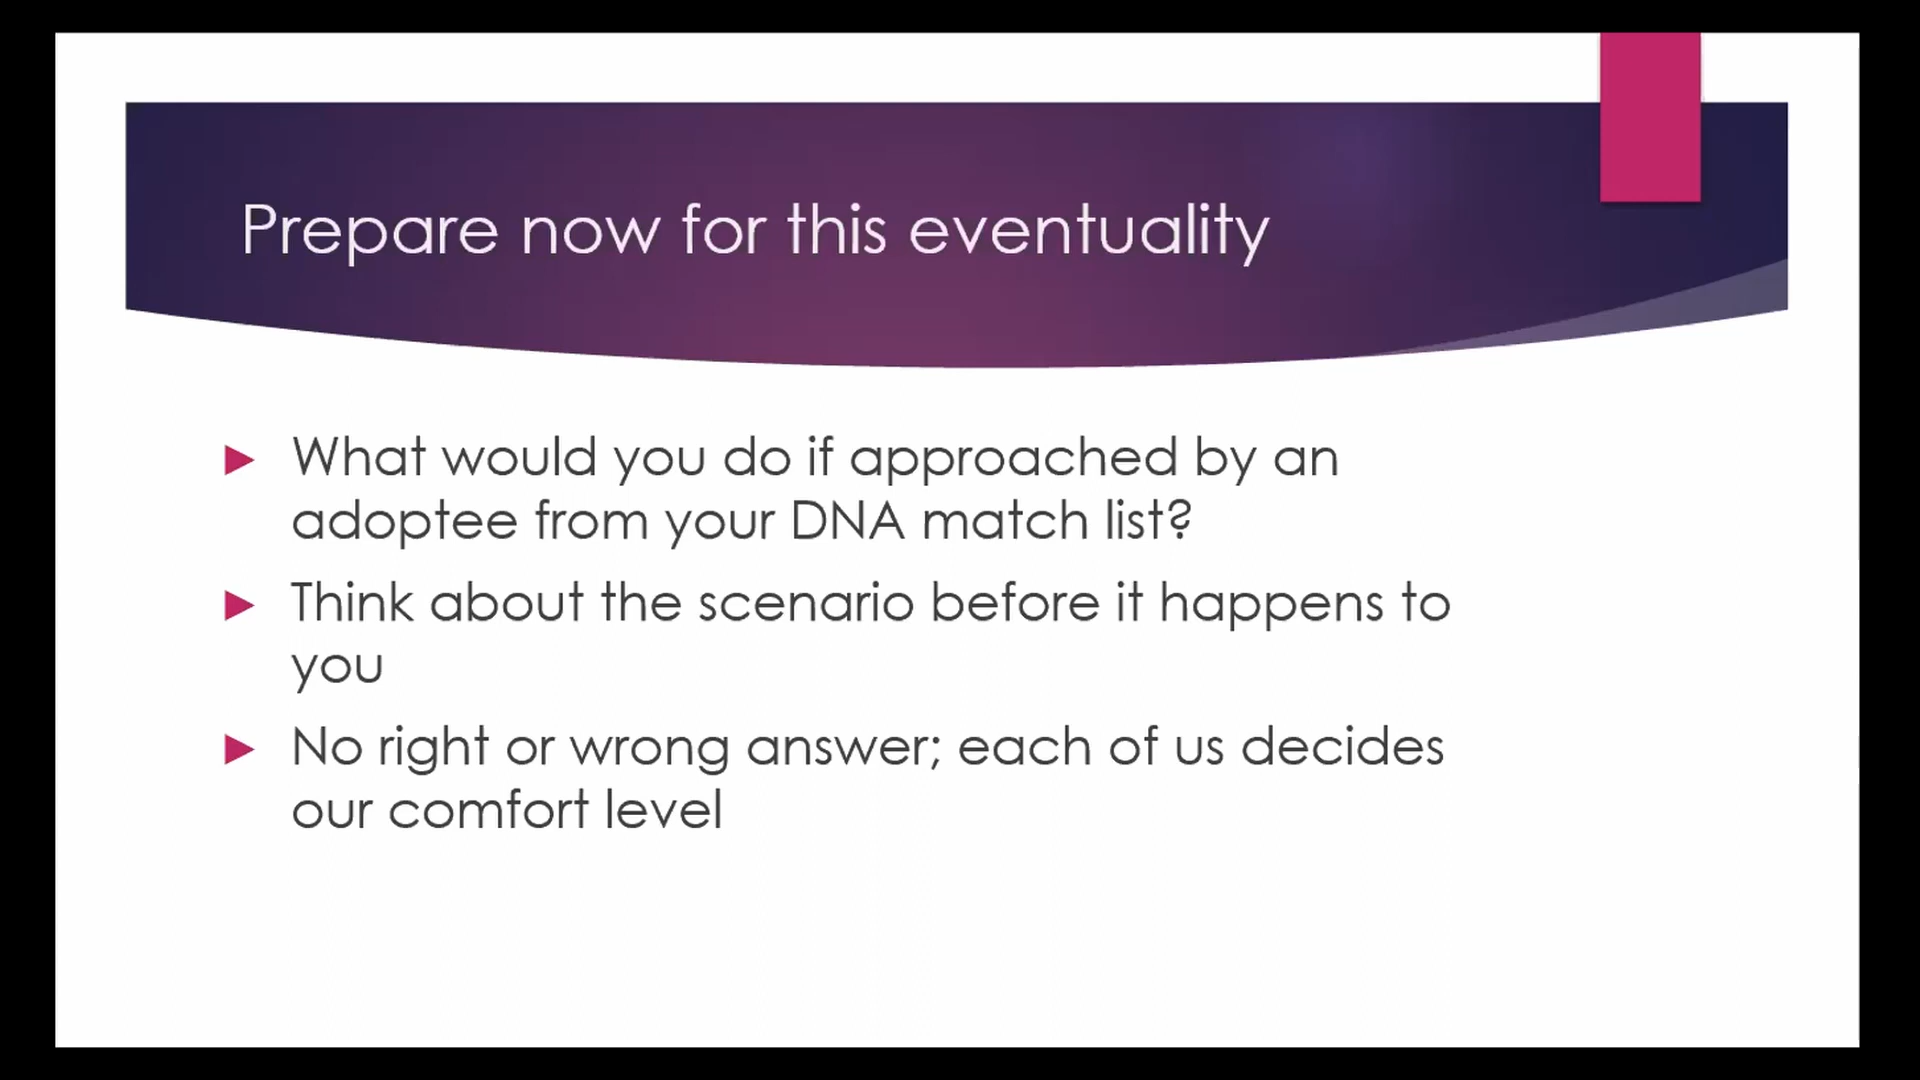 Prepare now for this eventuality
What would you do if approached by an
adoptee from your DNA match list?
Think about the scenario before it happens to
you
No right or wrong answer; each of us decides
our comfort level